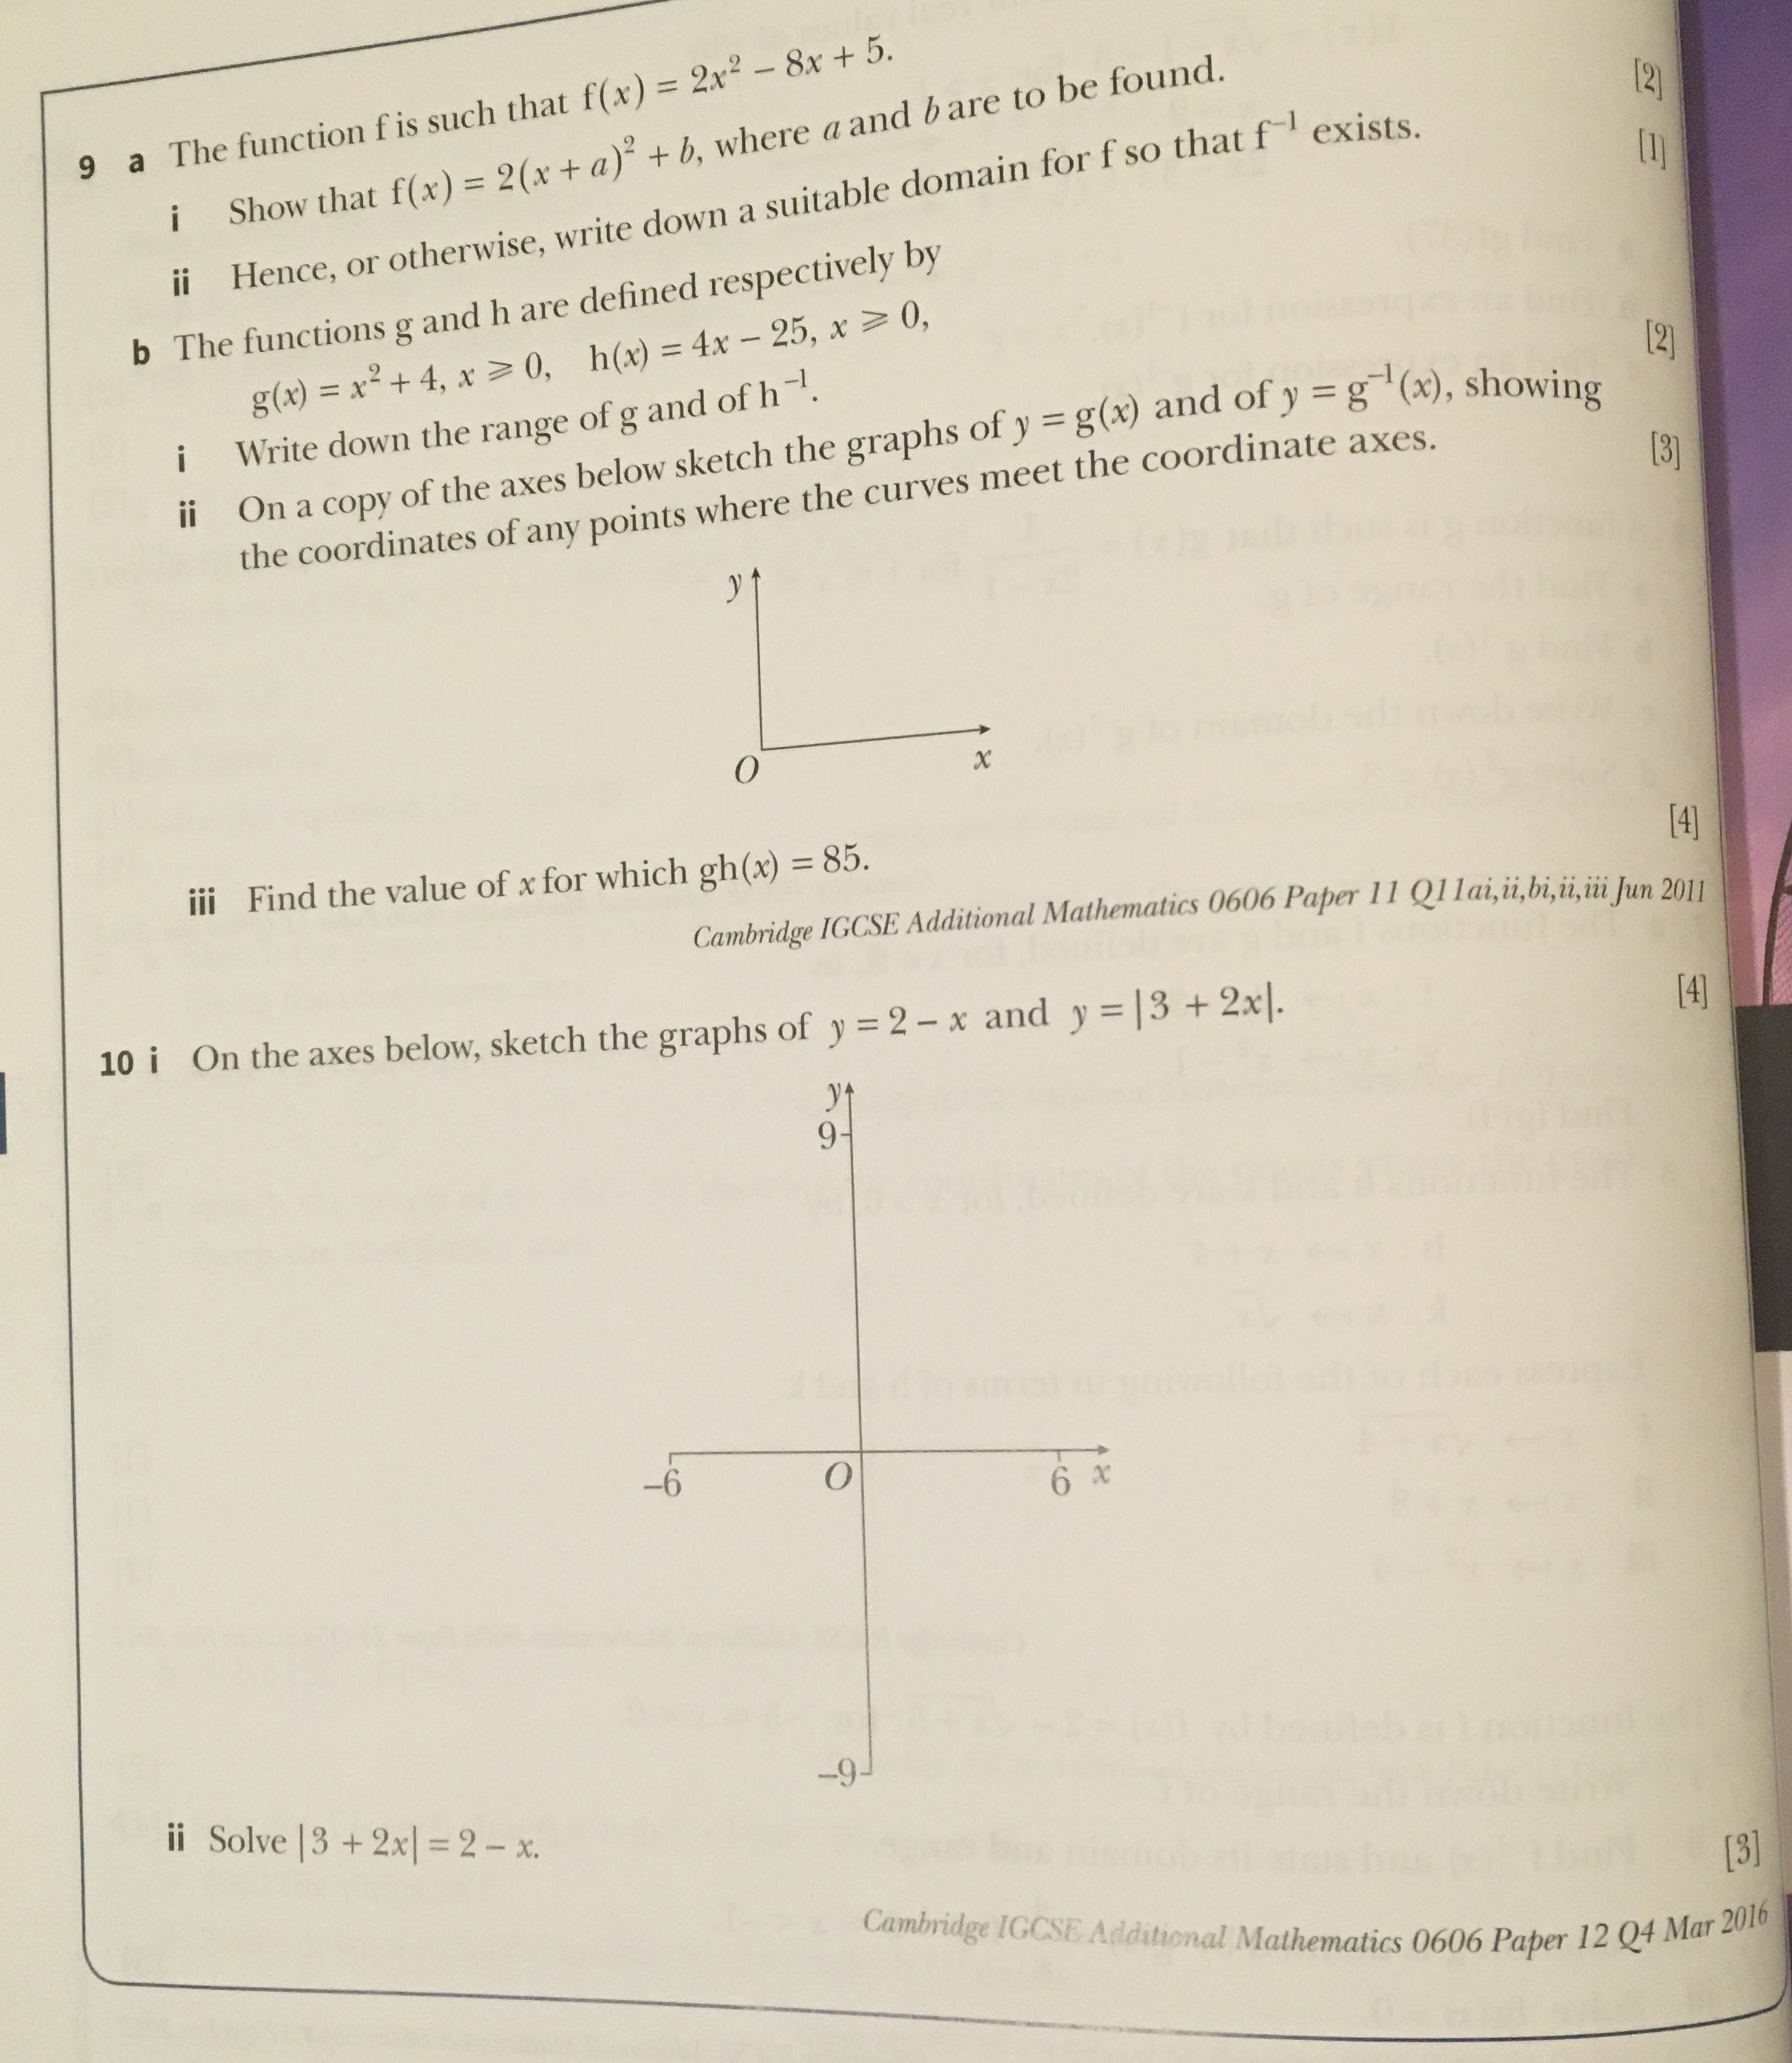 9 a The function f is such that f(x) = 2x² − 8x + 5.
i Show that f(x) = 2(x + a)² + b, where a and b are to be found. [2]
ii Hence, or otherwise, write down a suitable domain for f so that f⁻¹ exists. [1]
b The functions g and h are defined respectively by
g(x) = x² + 4, x ⩾ 0, h(x) = 4x − 25, x ⩾ 0,
i Write down the range of g and of h⁻¹. [2]
ii On a copy of the axes below sketch the graphs of y = g(x) and of y = g⁻¹(x), showing
the coordinates of any points where the curves meet the coordinate axes. [3]
y
O
x
iii Find the value of x for which gh(x) = 85. [4]
Cambridge IGCSE Additional Mathematics 0606 Paper 11 Q11ai,ii,bi,ii,iii Jun 2011
10 i On the axes below, sketch the graphs of y = 2 − x and y = |3 + 2x|. [4]
y
9
−6 O 6 x
−9
ii Solve |3 + 2x| = 2 − x. [3]
Cambridge IGCSE Additional Mathematics 0606 Paper 12 Q4 Mar 2016